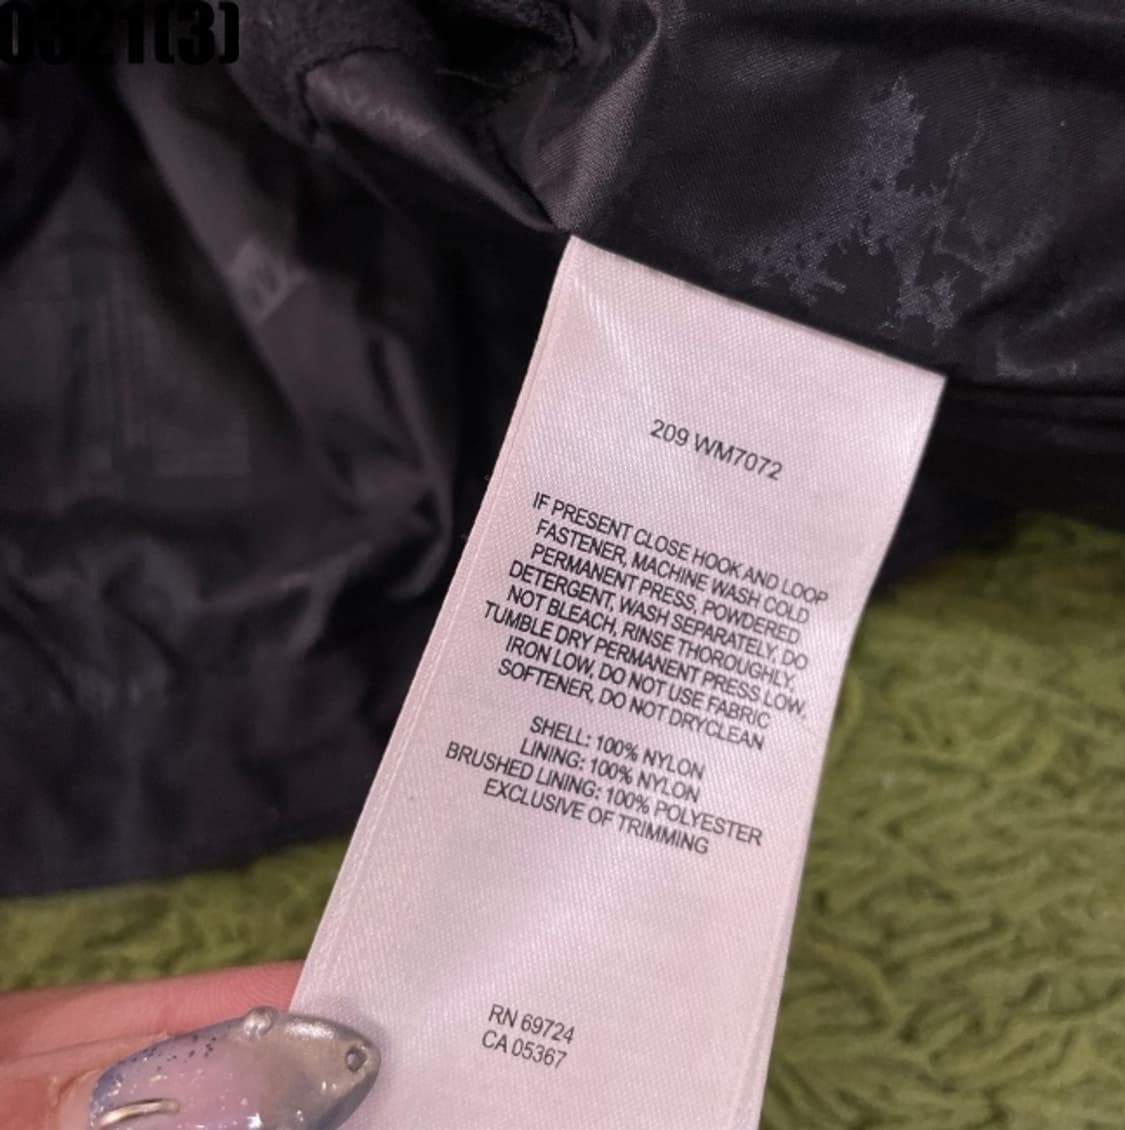 0321(3)
209 WM7072
IF PRESENT CLOSE HOOK AND LOOP
FASTENER, MACHINE WASH COLD
PERMANENT PRESS, POWDERED
DETERGENT, WASH SEPARATELY, DO
NOT BLEACH, RINSE THOROUGHLY,
TUMBLE DRY PERMANENT PRESS LOW,
IRON LOW, DO NOT USE FABRIC
SOFTENER, DO NOT DRYCLEAN
SHELL: 100% NYLON
LINING: 100% NYLON
BRUSHED LINING: 100% POLYESTER
EXCLUSIVE OF TRIMMING
RN 69724
CA 05367